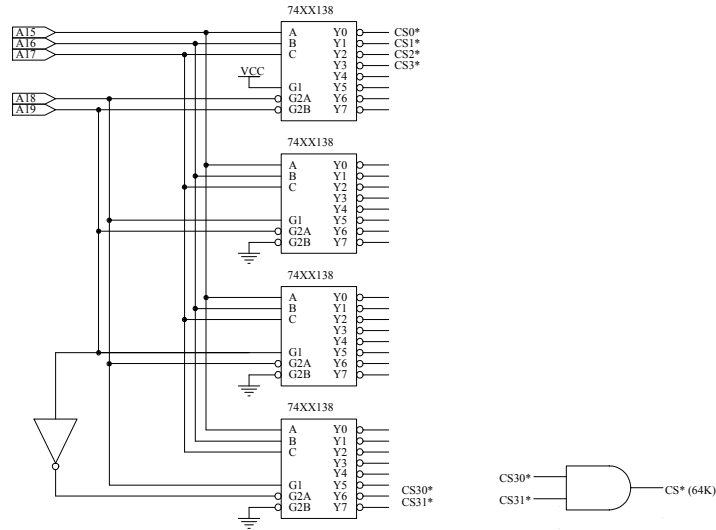 74XX138
A15 A Y0 CS0*
A16 B Y1 CS1*
A17 C Y2 CS2*
Y3 CS3*
Y4
VCC G1 Y5
A18 G2A Y6
A19 G2B Y7
74XX138
A Y0
B Y1
C Y2
Y3
Y4
G1 Y5
G2A Y6
G2B Y7
74XX138
A Y0
B Y1
C Y2
Y3
Y4
G1 Y5
G2A Y6
G2B Y7
74XX138
A Y0
B Y1
C Y2
Y3
Y4
G1 Y5
G2A Y6 CS30*
G2B Y7 CS31*
CS30*
CS31*
CS* (64K)